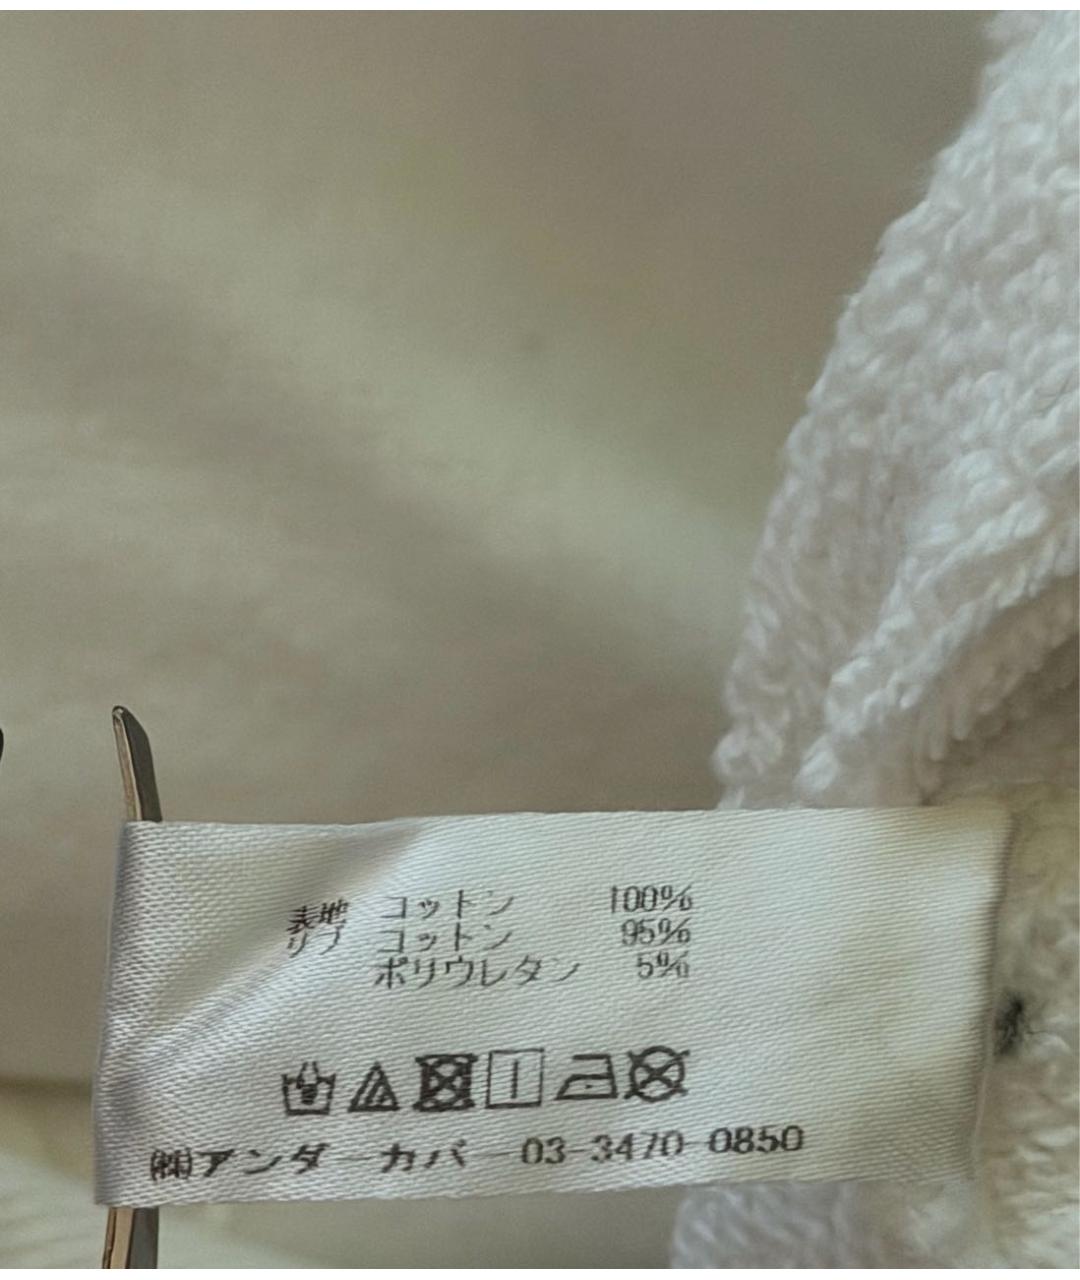 表地 コットン 100%
リブ コットン 95%
ポリウレタン 5%
㈱アンダーカバー 03-3470-0850